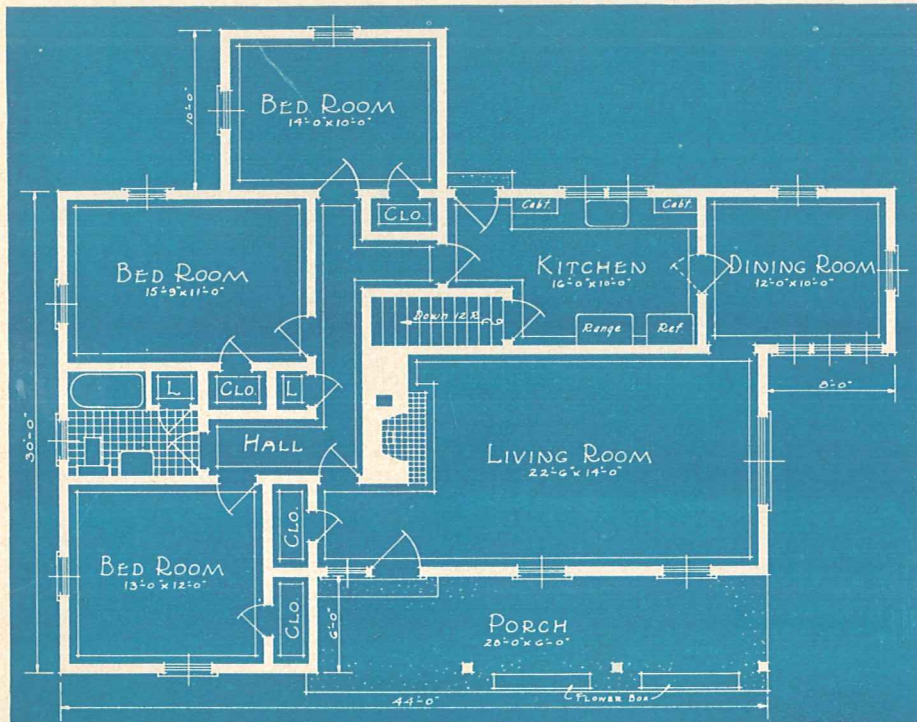 BED ROOM
14'-0"x10'-0"
10'-0"
CLO.
Cabt.
Cabt.
BED ROOM
15'-9"x11'-0"
KITCHEN
16'-0"x10'-0"
DINING ROOM
12'-0"x10'-0"
Down 12 R.
Range
Ref.
8'-0"
L
CLO.
L
30'-0"
HALL
LIVING ROOM
22'-6"x14'-0"
CLO.
BED ROOM
13'-0"x12'-0"
CLO.
6'-0"
PORCH
28'-0"x6'-0"
FLOWER BOX
44'-0"